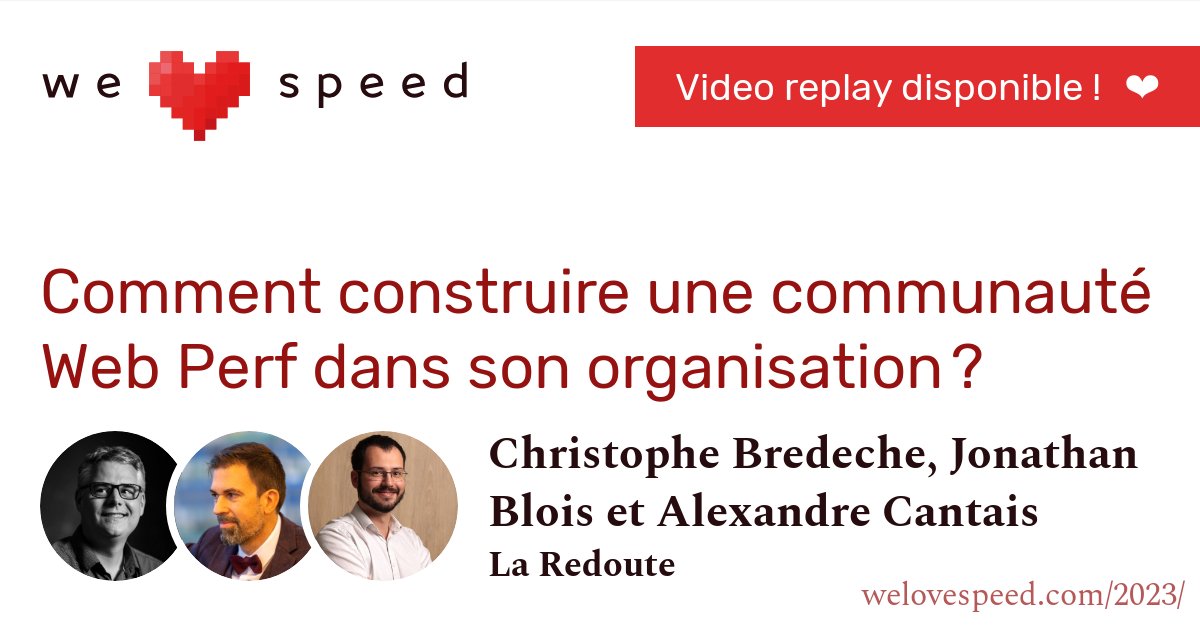 we speed
Video replay disponible ! ❤
Comment construire une communauté
Web Perf dans son organisation ?
Christophe Bredeche, Jonathan
Blois et Alexandre Cantais
La Redoute
welovespeed.com/2023/